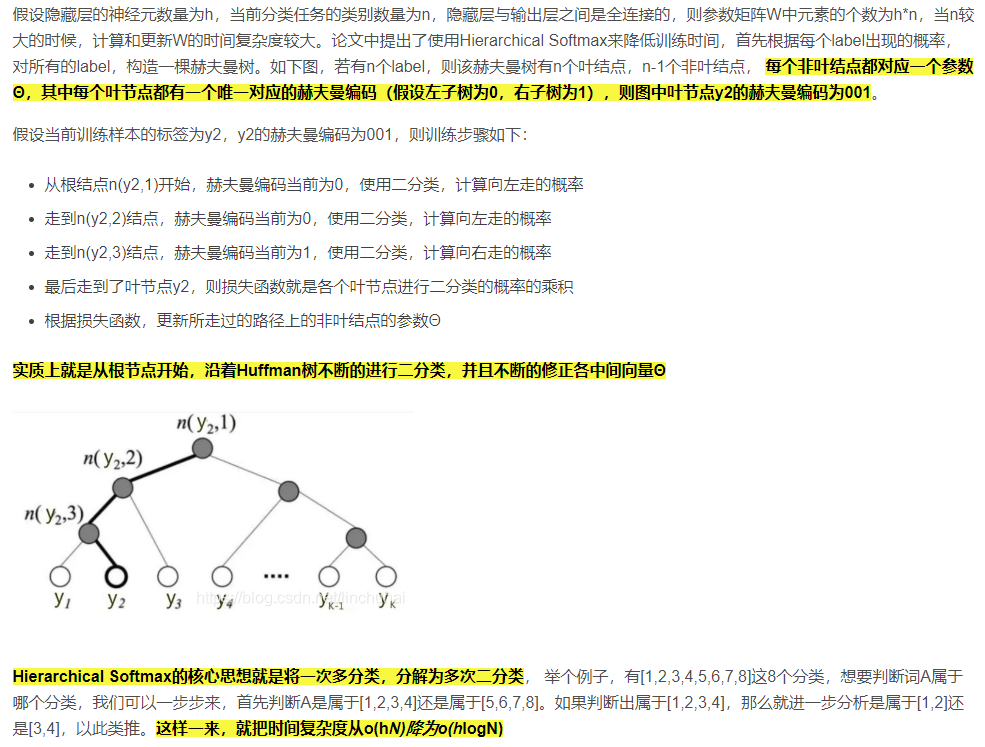 假设隐藏层的神经元数量为h，当前分类任务的类别数量为n，隐藏层与输出层之间是全连接的，则参数矩阵W中元素的个数为h*n，当n较
大的时候，计算和更新W的时间复杂度较大。论文中提出了使用Hierarchical Softmax来降低训练时间，首先根据每个label出现的概率，
对所有的label，构造一棵赫夫曼树。如下图，若有n个label，则该赫夫曼树有n个叶结点，n-1个非叶结点， 每个非叶结点都对应一个参数
Θ，其中每个叶节点都有一个唯一对应的赫夫曼编码（假设左子树为0，右子树为1），则图中叶节点y2的赫夫曼编码为001。
假设当前训练样本的标签为y2，y2的赫夫曼编码为001，则训练步骤如下：
• 从根结点n(y2,1)开始，赫夫曼编码当前为0，使用二分类，计算向左走的概率
• 走到n(y2,2)结点，赫夫曼编码当前为0，使用二分类，计算向左走的概率
• 走到n(y2,3)结点，赫夫曼编码当前为1，使用二分类，计算向右走的概率
• 最后走到了叶节点y2，则损失函数就是各个叶节点进行二分类的概率的乘积
• 根据损失函数，更新所走过的路径上的非叶结点的参数Θ
实质上就是从根节点开始，沿着Huffman树不断的进行二分类，并且不断的修正各中间向量Θ
n(y₂,1)
n(y₂,2)
n(y₂,3)
....
y₁ y₂ y₃ y₄ yK-1 yK
Hierarchical Softmax的核心思想就是将一次多分类，分解为多次二分类， 举个例子，有[1,2,3,4,5,6,7,8]这8个分类，想要判断词A属于
哪个分类，我们可以一步步来，首先判断A是属于[1,2,3,4]还是属于[5,6,7,8]。如果判断出属于[1,2,3,4]，那么就进一步分析是属于[1,2]还
是[3,4]，以此类推。这样一来，就把时间复杂度从o(hN)降为o(hlogN)